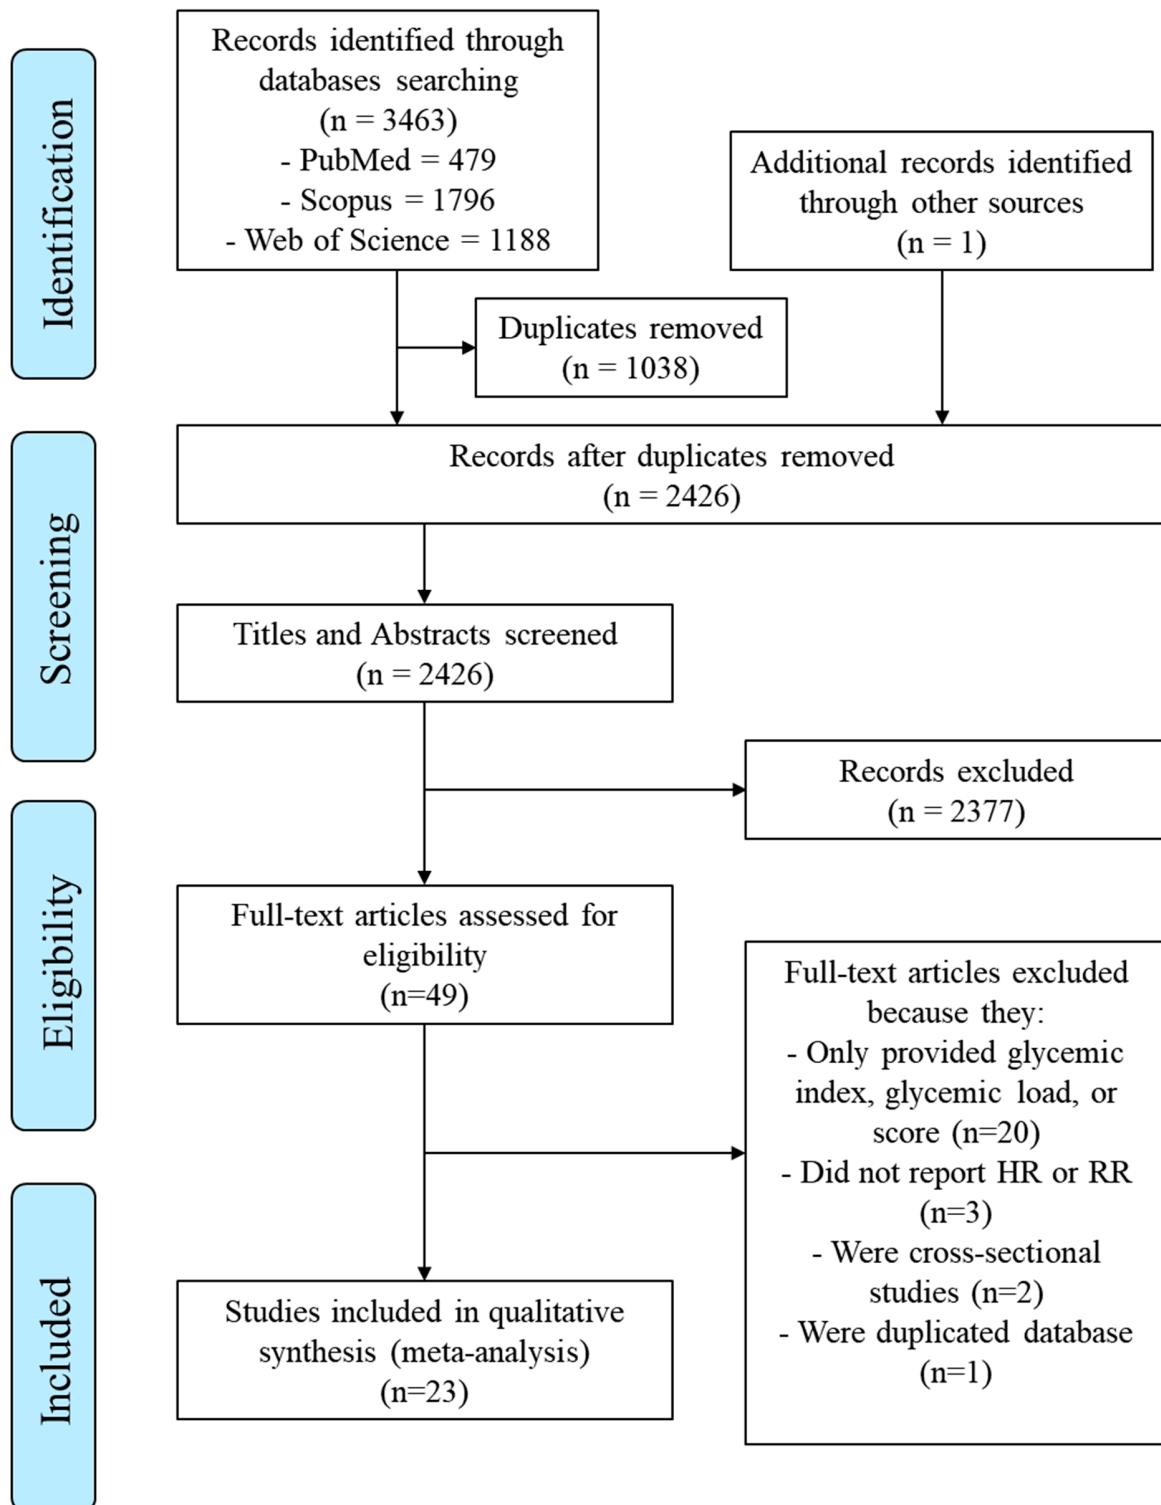 Identification
Records identified through
databases searching
(n = 3463)
- PubMed = 479
- Scopus = 1796
- Web of Science = 1188
Additional records identified
through other sources
(n = 1)
Duplicates removed
(n = 1038)
Screening
Records after duplicates removed
(n = 2426)
Titles and Abstracts screened
(n = 2426)
Records excluded
(n = 2377)
Eligibility
Full-text articles assessed for
eligibility
(n=49)
Full-text articles excluded
because they:
- Only provided glycemic
index, glycemic load, or
score (n=20)
- Did not report HR or RR
(n=3)
- Were cross-sectional
studies (n=2)
- Were duplicated database
(n=1)
Included
Studies included in qualitative
synthesis (meta-analysis)
(n=23)